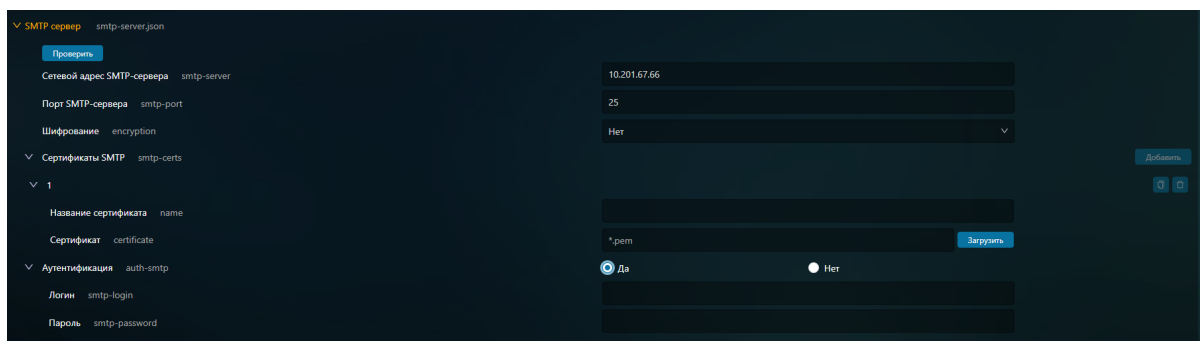 SMTP сервер smtp-server.json
Проверить
Сетевой адрес SMTP-сервера smtp-server 10.201.67.66
Порт SMTP-сервера smtp-port 25
Шифрование encryption Нет
Сертификаты SMTP smtp-certs Добавить
1
Название сертификата name
Сертификат certificate *.pem Загрузить
Аутентификация auth-smtp Да Нет
Логин smtp-login
Пароль smtp-password